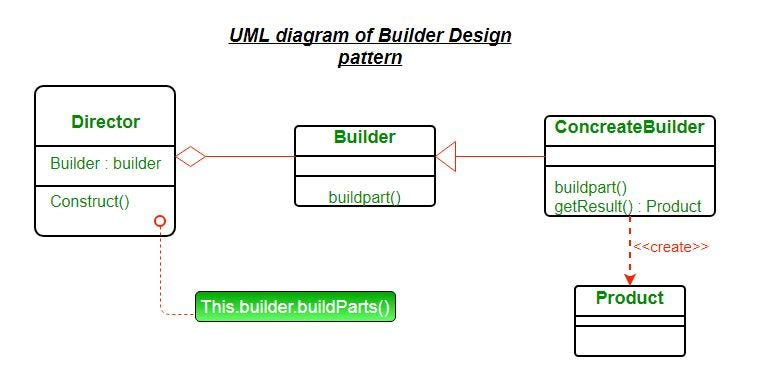 UML diagram of Builder Design
pattern
Director
Builder : builder
Construct()
Builder
buildpart()
ConcreateBuilder
buildpart()
getResult() : Product
<<create>>
Product
This.builder.buildParts()